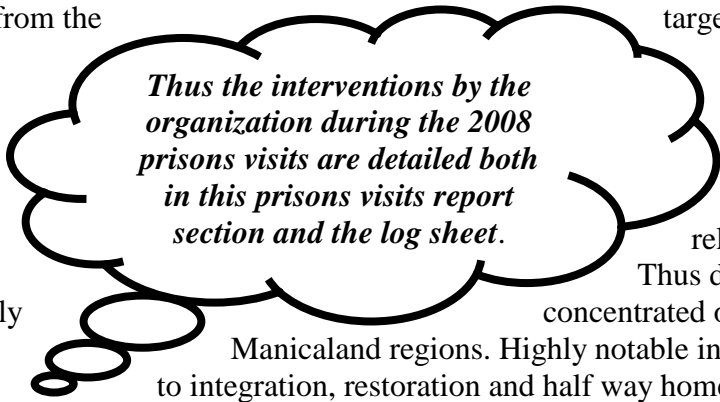 from the
targe
Thus the interventions by the
organization during the 2008
prisons visits are detailed both
in this prisons visits report
section and the log sheet.
rel
Thus d
ly
concentrated o
Manicaland regions. Highly notable in
to integration, restoration and half way home